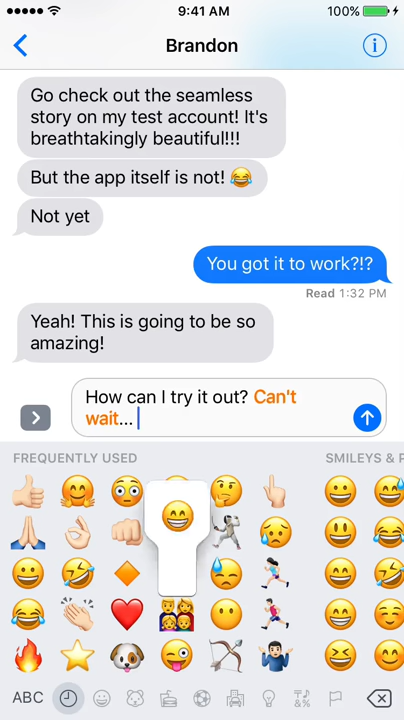 9:41 AM
100%
Brandon
Go check out the seamless
story on my test account! It's
breathtakingly beautiful!!!
But the app itself is not! 😂
Not yet
You got it to work?!?
Read 1:32 PM
Yeah! This is going to be so
amazing!
How can I try it out? Can't
wait...
FREQUENTLY USED
SMILEYS & P
ABC